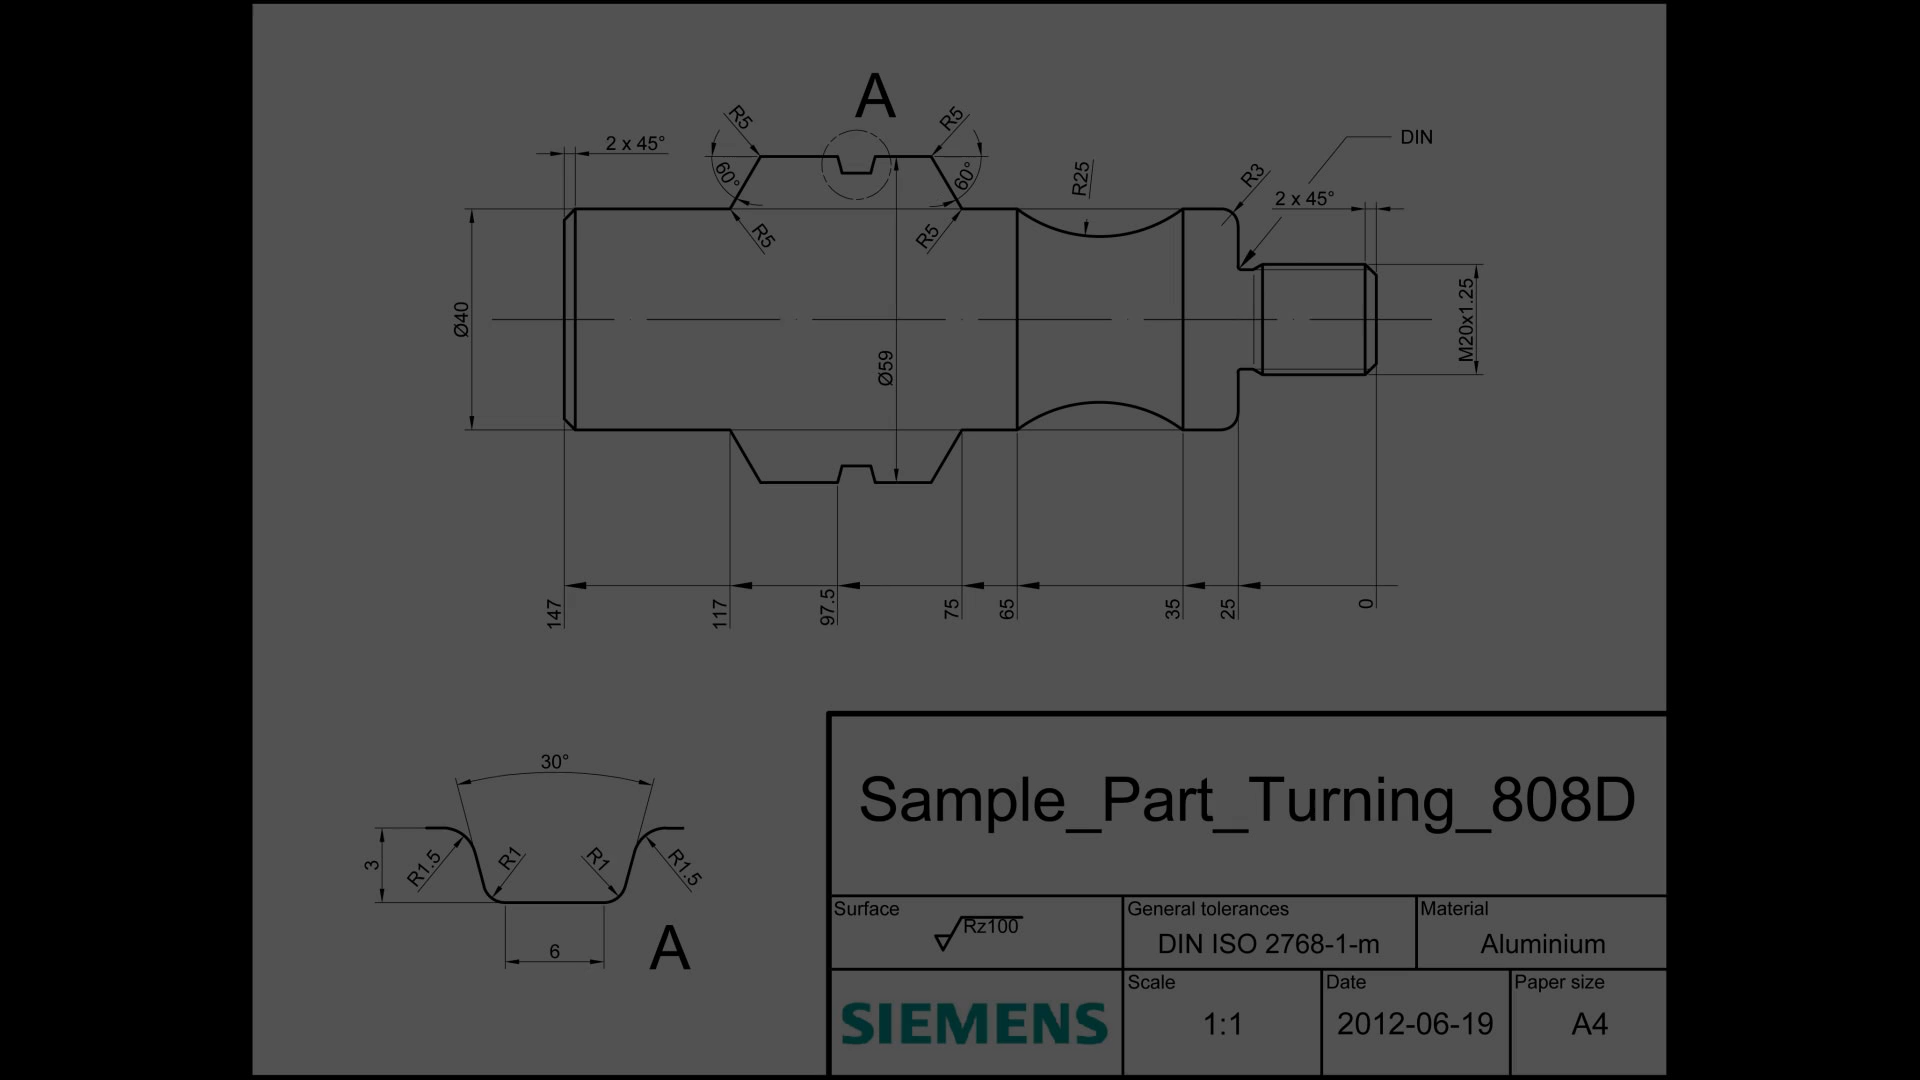 A
R5
R5
DIN
2 x 45°
60°
60°
R25
R3
2 x 45°
R5
R5
Ø40
Ø59
M20x1.25
147
117
97.5
75
65
35
25
0
30°
3
R1.5
R1
R1
R1.5
6
A
Sample_Part_Turning_808D
Surface
Rz100
General tolerances
DIN ISO 2768-1-m
Material
Aluminium
SIEMENS
Scale
1:1
Date
2012-06-19
Paper size
A4